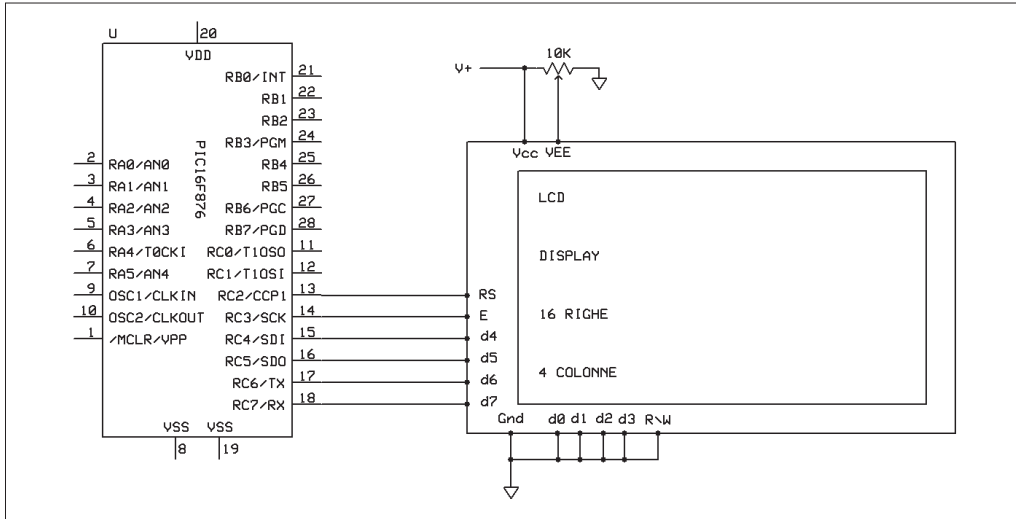 U
20
VDD
RB0/INT 21
RB1 22
RB2 23
RB3/PGM 24
RB4 25
RB5 26
RB6/PGC 27
RB7/PGD 28
RC0/T1OSO 11
RC1/T1OSI 12
RC2/CCP1 13
RC3/SCK 14
RC4/SDI 15
RC5/SDO 16
RC6/TX 17
RC7/RX 18
PIC16F876
2 RA0/AN0
3 RA1/AN1
4 RA2/AN2
5 RA3/AN3
6 RA4/T0CKI
7 RA5/AN4
9 OSC1/CLKIN
10 OSC2/CLKOUT
1 /MCLR/VPP
VSS VSS
8 19
10K
V+
Vcc VEE
LCD
DISPLAY
16 RIGHE
4 COLONNE
RS
E
d4
d5
d6
d7
Gnd d0 d1 d2 d3 R\W